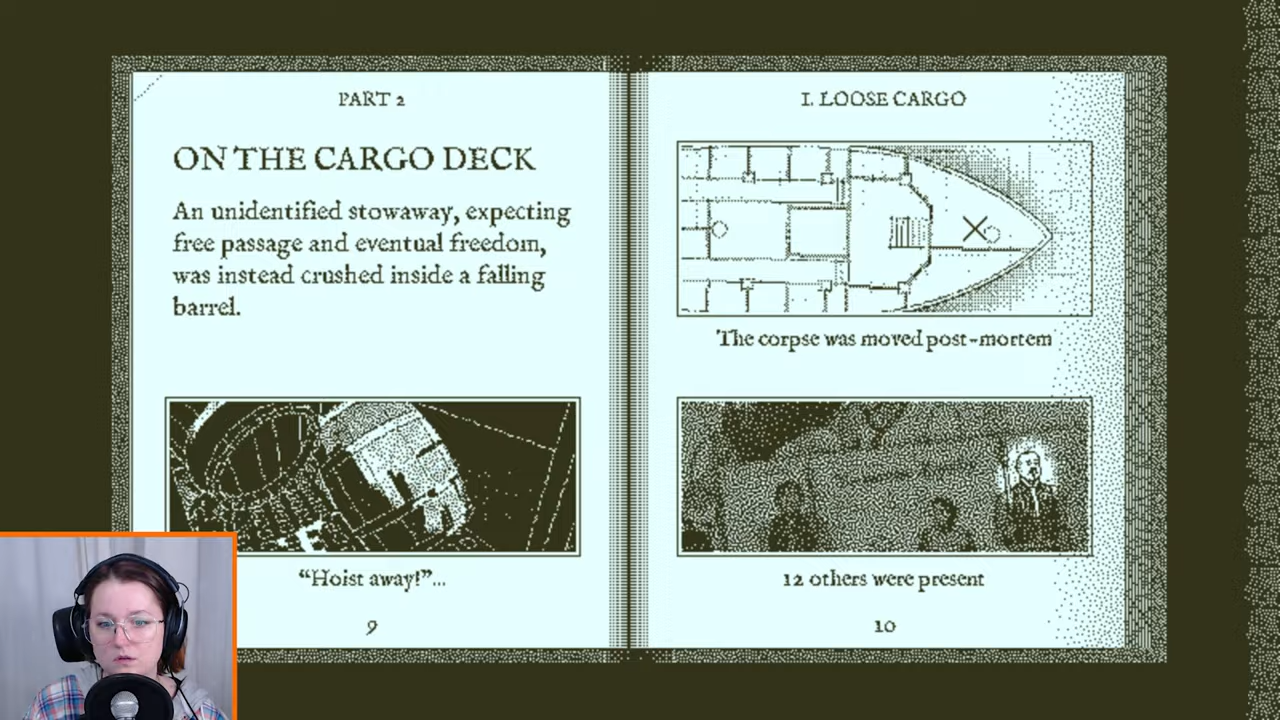 PART 2
ON THE CARGO DECK
An unidentified stowaway, expecting
free passage and eventual freedom,
was instead crushed inside a falling
barrel.
"Hoist away!"...
9
I. LOOSE CARGO
The corpse was moved post-mortem
12 others were present
10